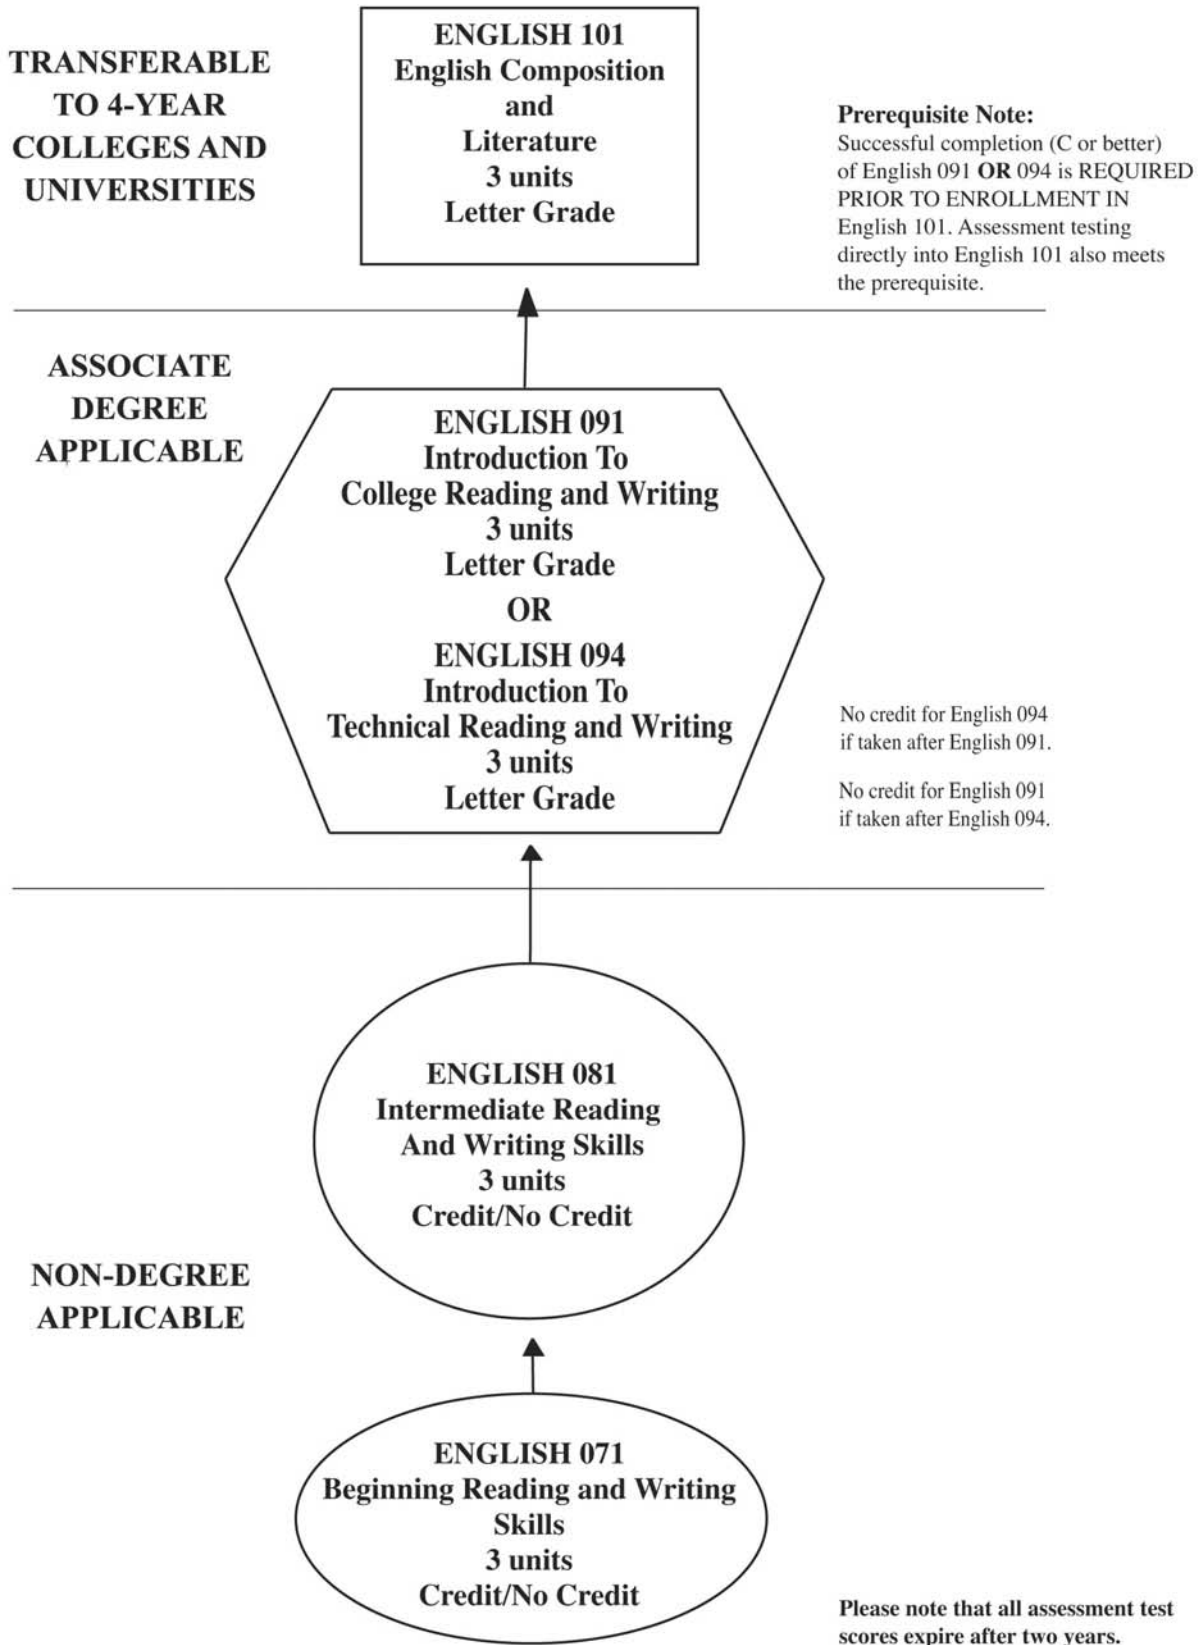 TRANSFERABLE
TO 4-YEAR
COLLEGES AND
UNIVERSITIES
ENGLISH 101
English Composition
and
Literature
3 units
Letter Grade
Prerequisite Note:
Successful completion (C or better)
of English 091 OR 094 is REQUIRED
PRIOR TO ENROLLMENT IN
English 101. Assessment testing
directly into English 101 also meets
the prerequisite.
ASSOCIATE
DEGREE
APPLICABLE
ENGLISH 091
Introduction To
College Reading and Writing
3 units
Letter Grade
OR
ENGLISH 094
Introduction To
Technical Reading and Writing
3 units
Letter Grade
No credit for English 094
if taken after English 091.
No credit for English 091
if taken after English 094.
ENGLISH 081
Intermediate Reading
And Writing Skills
3 units
Credit/No Credit
NON-DEGREE
APPLICABLE
ENGLISH 071
Beginning Reading and Writing
Skills
3 units
Credit/No Credit
Please note that all assessment test
scores expire after two years.